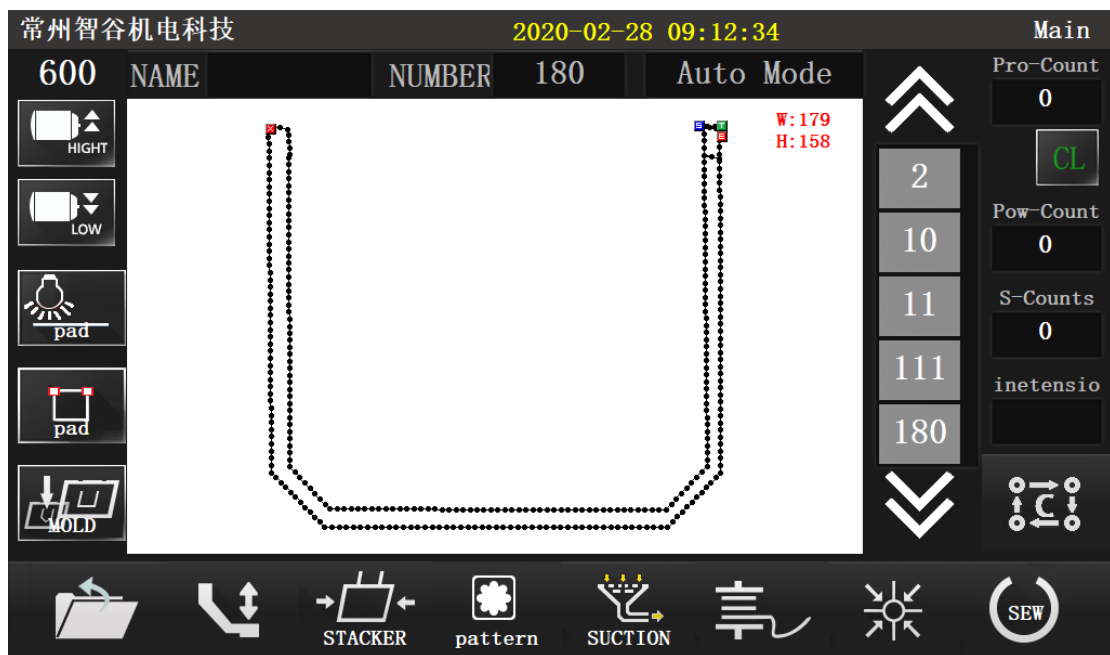 常州智谷机电科技 2020-02-28 09:12:34 Main
600 NAME NUMBER 180 Auto Mode
Pro-Count
0
HIGHT
W:179
H:158
CL
2
LOW
Pow-Count
10
0
S-Counts
11
pad
0
111
inetensio
pad
180
MOLD
C
X
S
T
E
STACKER
pattern
SUCTION
SEW